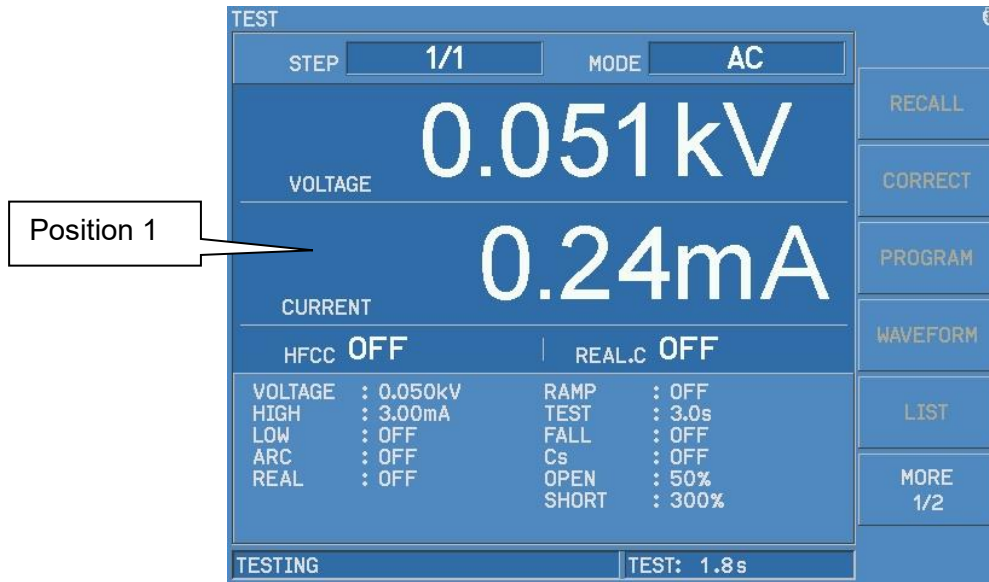 TEST
STEP 1/1 MODE AC
0.051kV
VOLTAGE
Position 1
0.24mA
CURRENT
HFCC OFF REAL.C OFF
VOLTAGE : 0.050kV RAMP : OFF
HIGH : 3.00mA TEST : 3.0s
LOW : OFF FALL : OFF
ARC : OFF Cs : OFF
REAL : OFF OPEN : 50%
SHORT : 300%
TESTING TEST: 1.8s
RECALL
CORRECT
PROGRAM
WAVEFORM
LIST
MORE
1/2